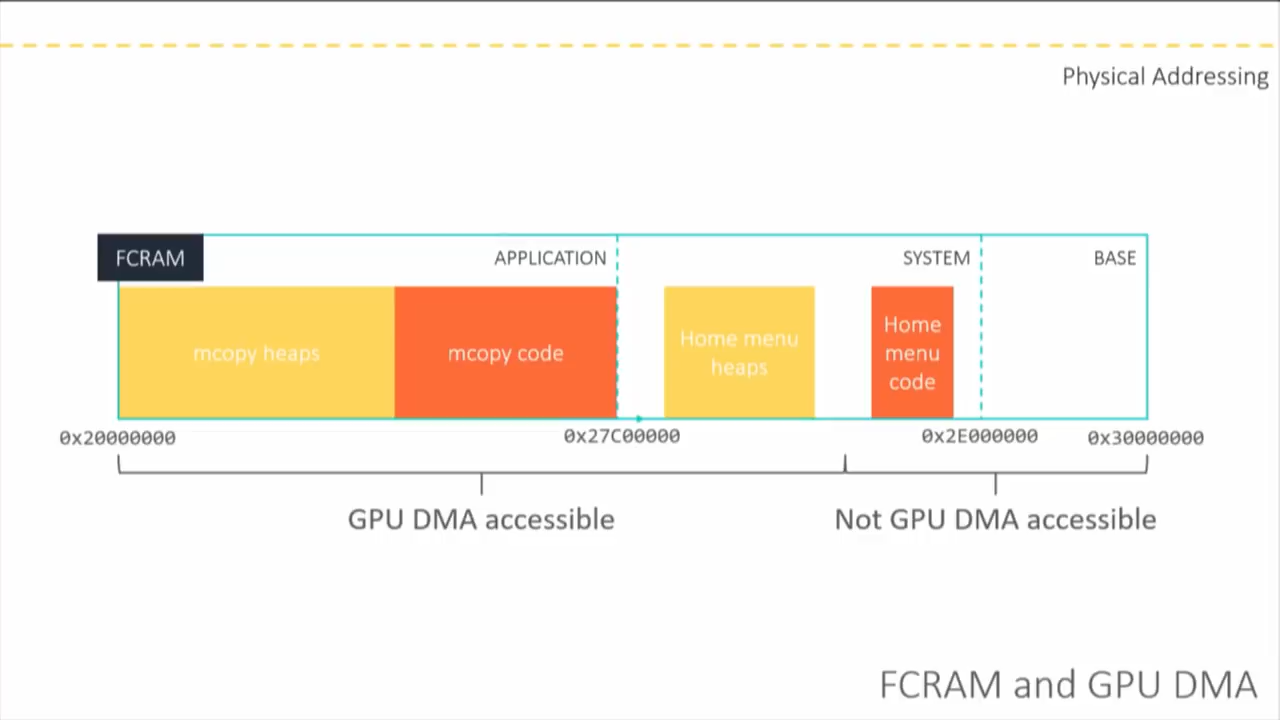 Physical Addressing
FCRAM
APPLICATION
SYSTEM
BASE
mcopy heaps
mcopy code
Home menu
heaps
Home
menu
code
0x20000000
0x27C00000
0x2E000000
0x30000000
GPU DMA accessible
Not GPU DMA accessible
FCRAM and GPU DMA